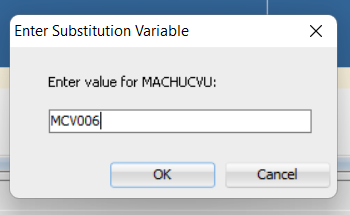 Enter Substitution Variable
Enter value for MACHUCVU:
MCV006
OK
Cancel